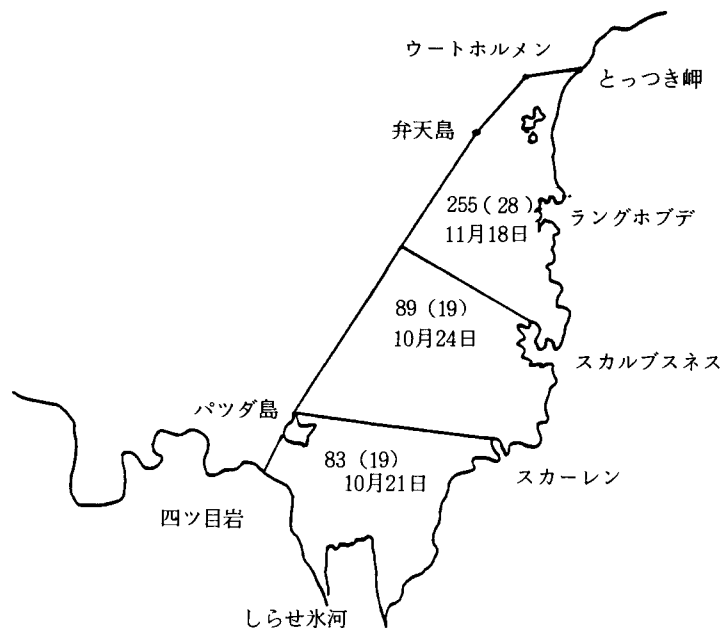 ウートホルメン
とっつき岬
弁天島
255(28)
11月18日
ラングホブデ
89(19)
10月24日
スカルブスネス
パツダ島
83(19)
10月21日
スカーレン
四ツ目岩
しらせ氷河